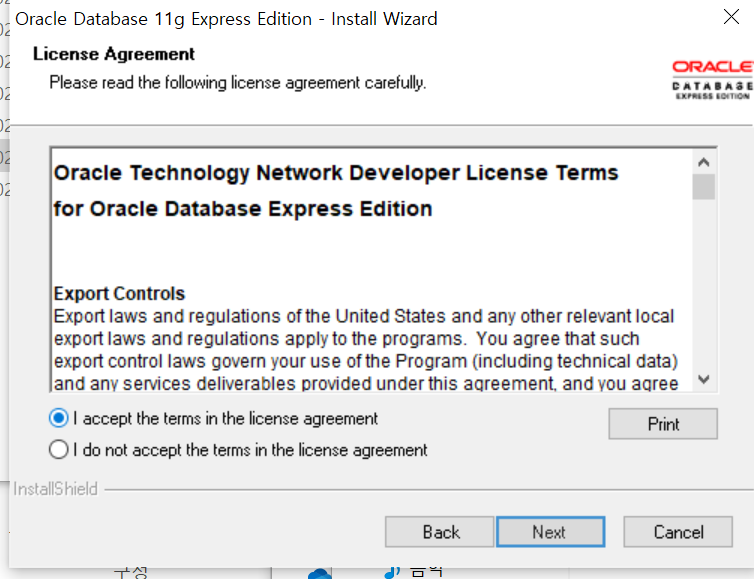 Oracle Database 11g Express Edition - Install Wizard
License Agreement
Please read the following license agreement carefully.
ORACLE
DATABASE
EXPRESS EDITION
Oracle Technology Network Developer License Terms
for Oracle Database Express Edition
Export Controls
Export laws and regulations of the United States and any other relevant local
export laws and regulations apply to the programs. You agree that such
export control laws govern your use of the Program (including technical data)
and any services deliverables provided under this agreement, and you agree
I accept the terms in the license agreement
Print
I do not accept the terms in the license agreement
InstallShield
Back
Next
Cancel
구성
음악